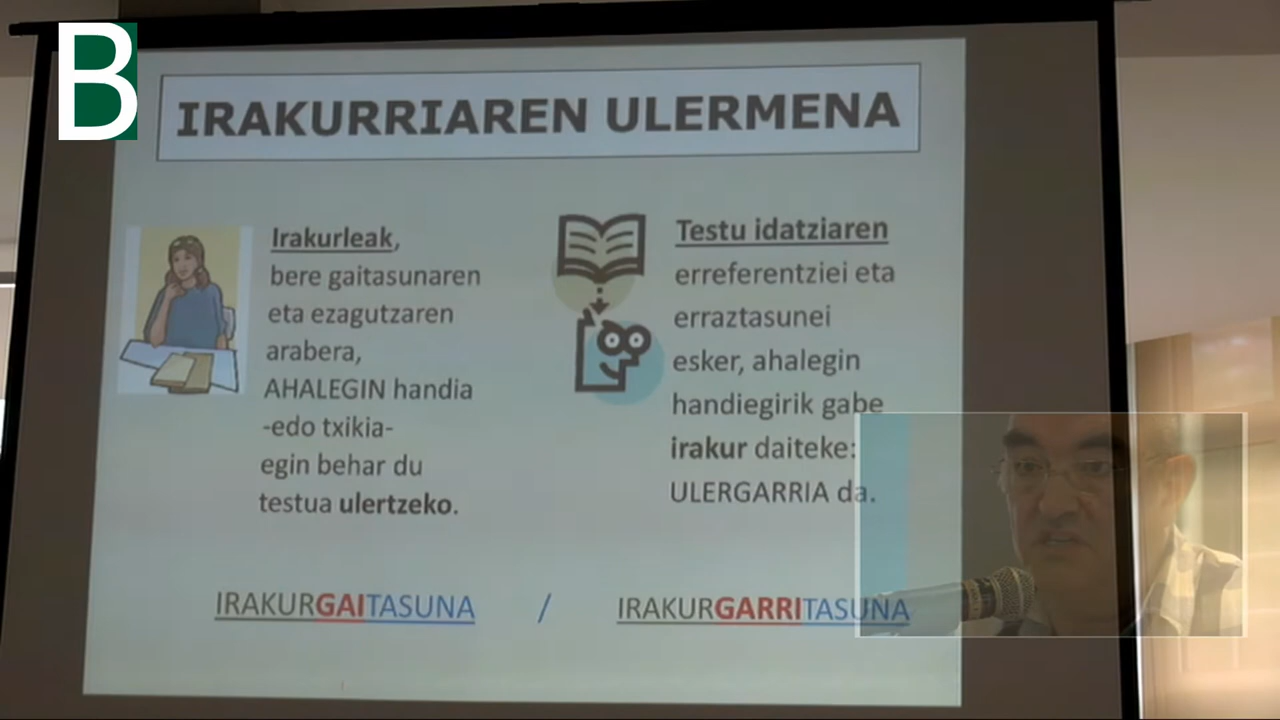 B
IRAKURRIAREN ULERMENA
Irakurleak,
bere gaitasunaren
eta ezagutzaren
arabera,
AHALEGIN handia
-edo txikia-
egin behar du
testua ulertzeko.
Testu idatziaren
erreferentziei eta
erraztasunei
esker, ahalegin
handiegirik gabe
irakur daiteke:
ULERGARRIA da.
IRAKURGAITASUNA / IRAKURGARRITASUNA